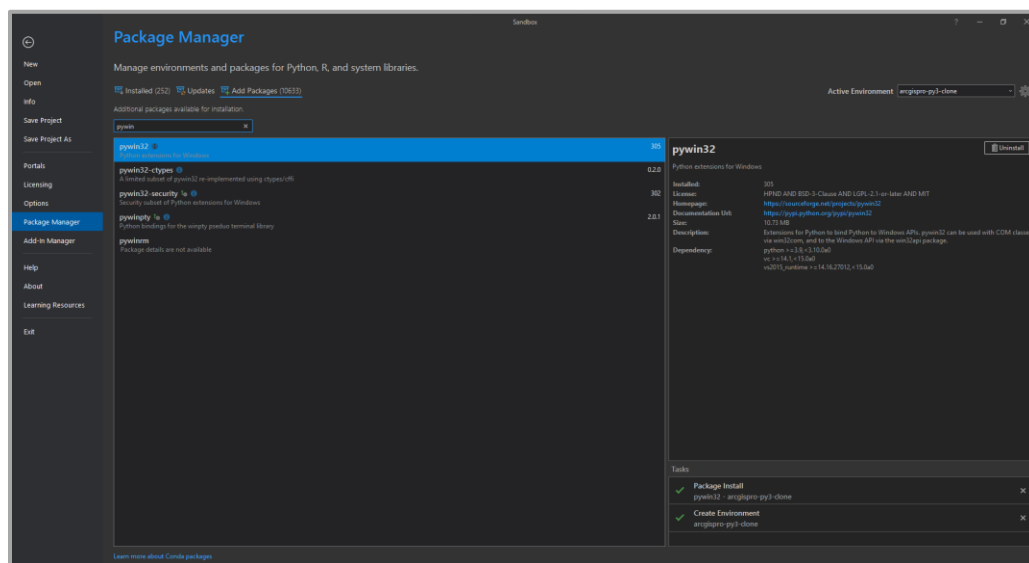 Sandbox
?
Package Manager
New
Manage environments and packages for Python, R, and system libraries.
Open
Info
Installed (252) Updates Add Packages (10633)
Active Environment arcgispro-py3-clone
Additional packages available for installation.
Save Project
pywin
Save Project As
pywin32 305
Python extensions for Windows
pywin32-ctypes 0.2.0
A limited subset of pywin32 re-implemented using ctypes/cffi
pywin32-security 302
Security subset of Python extensions for Windows
pywinpty 2.0.1
Python bindings for the winpty psedus terminal library
pywinrm
Package details are not available
Portals
Licensing
Options
Package Manager
Add-In Manager
Help
About
Learning Resources
Exit
pywin32 Uninstall
Python extensions for Windows
Installed: 305
License: HPND AND BSD-3-Clause AND LGPL-2.1-or-later AND MIT
Homepage: https://sourceforge.net/projects/pywin32
Documentation Url: https://pypi.python.org/pypi/pywin32
Size: 10.73 MB
Description: Extensions for Python to bind Python to Windows APIs. pywin32 can be used with COM classes
via win32com, and to the Windows API via the win32api package.
Dependency: python >=3.9,<3.10.0a0
vc >=14.1,<15.0a0
vs2015_runtime >=14.16.27012,<15.0a0
Tasks
Package Install
pywin32 - arcgispro-py3-clone
Create Environment
arcgispro-py3-clone
Learn more about Conda packages